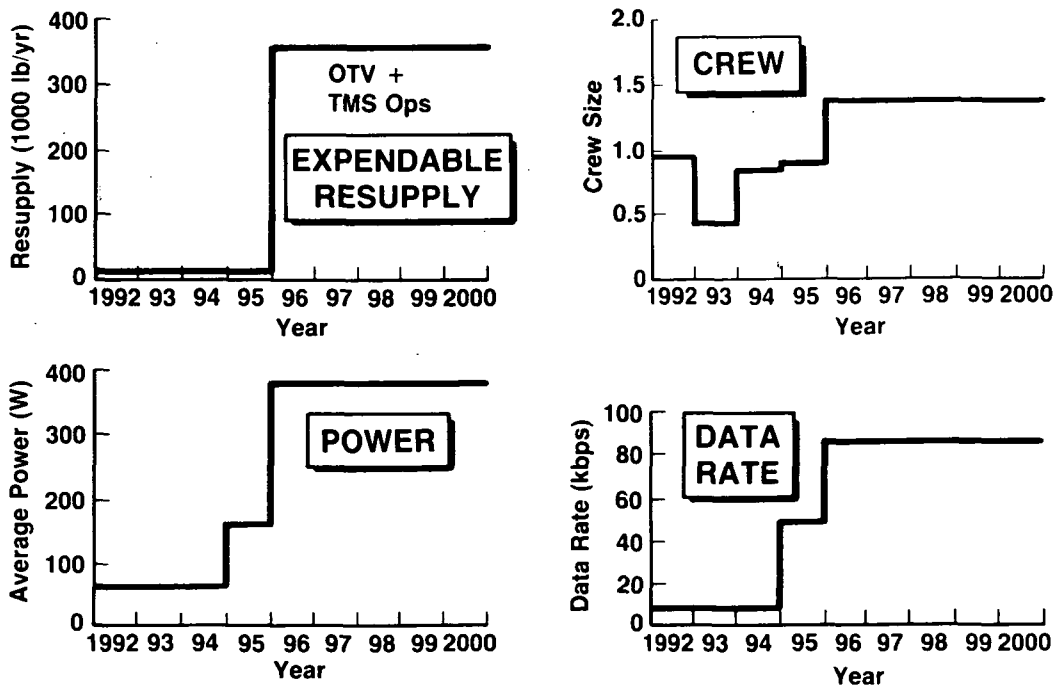 Resupply (1000 lb/yr)
400
300
200
100
0
OTV +
TMS Ops
EXPENDABLE
RESUPPLY
1992 93 94 95 96 97 98 99 2000
Year
Crew Size
2.0
1.5
1.0
0.5
0
CREW
1992 93 94 95 96 97 98 99 2000
Year
Average Power (W)
400
300
200
100
0
POWER
1992 93 94 95 96 97 98 99 2000
Year
Data Rate (kbps)
100
80
60
40
20
0
DATA
RATE
1992 93 94 95 96 97 98 99 2000
Year